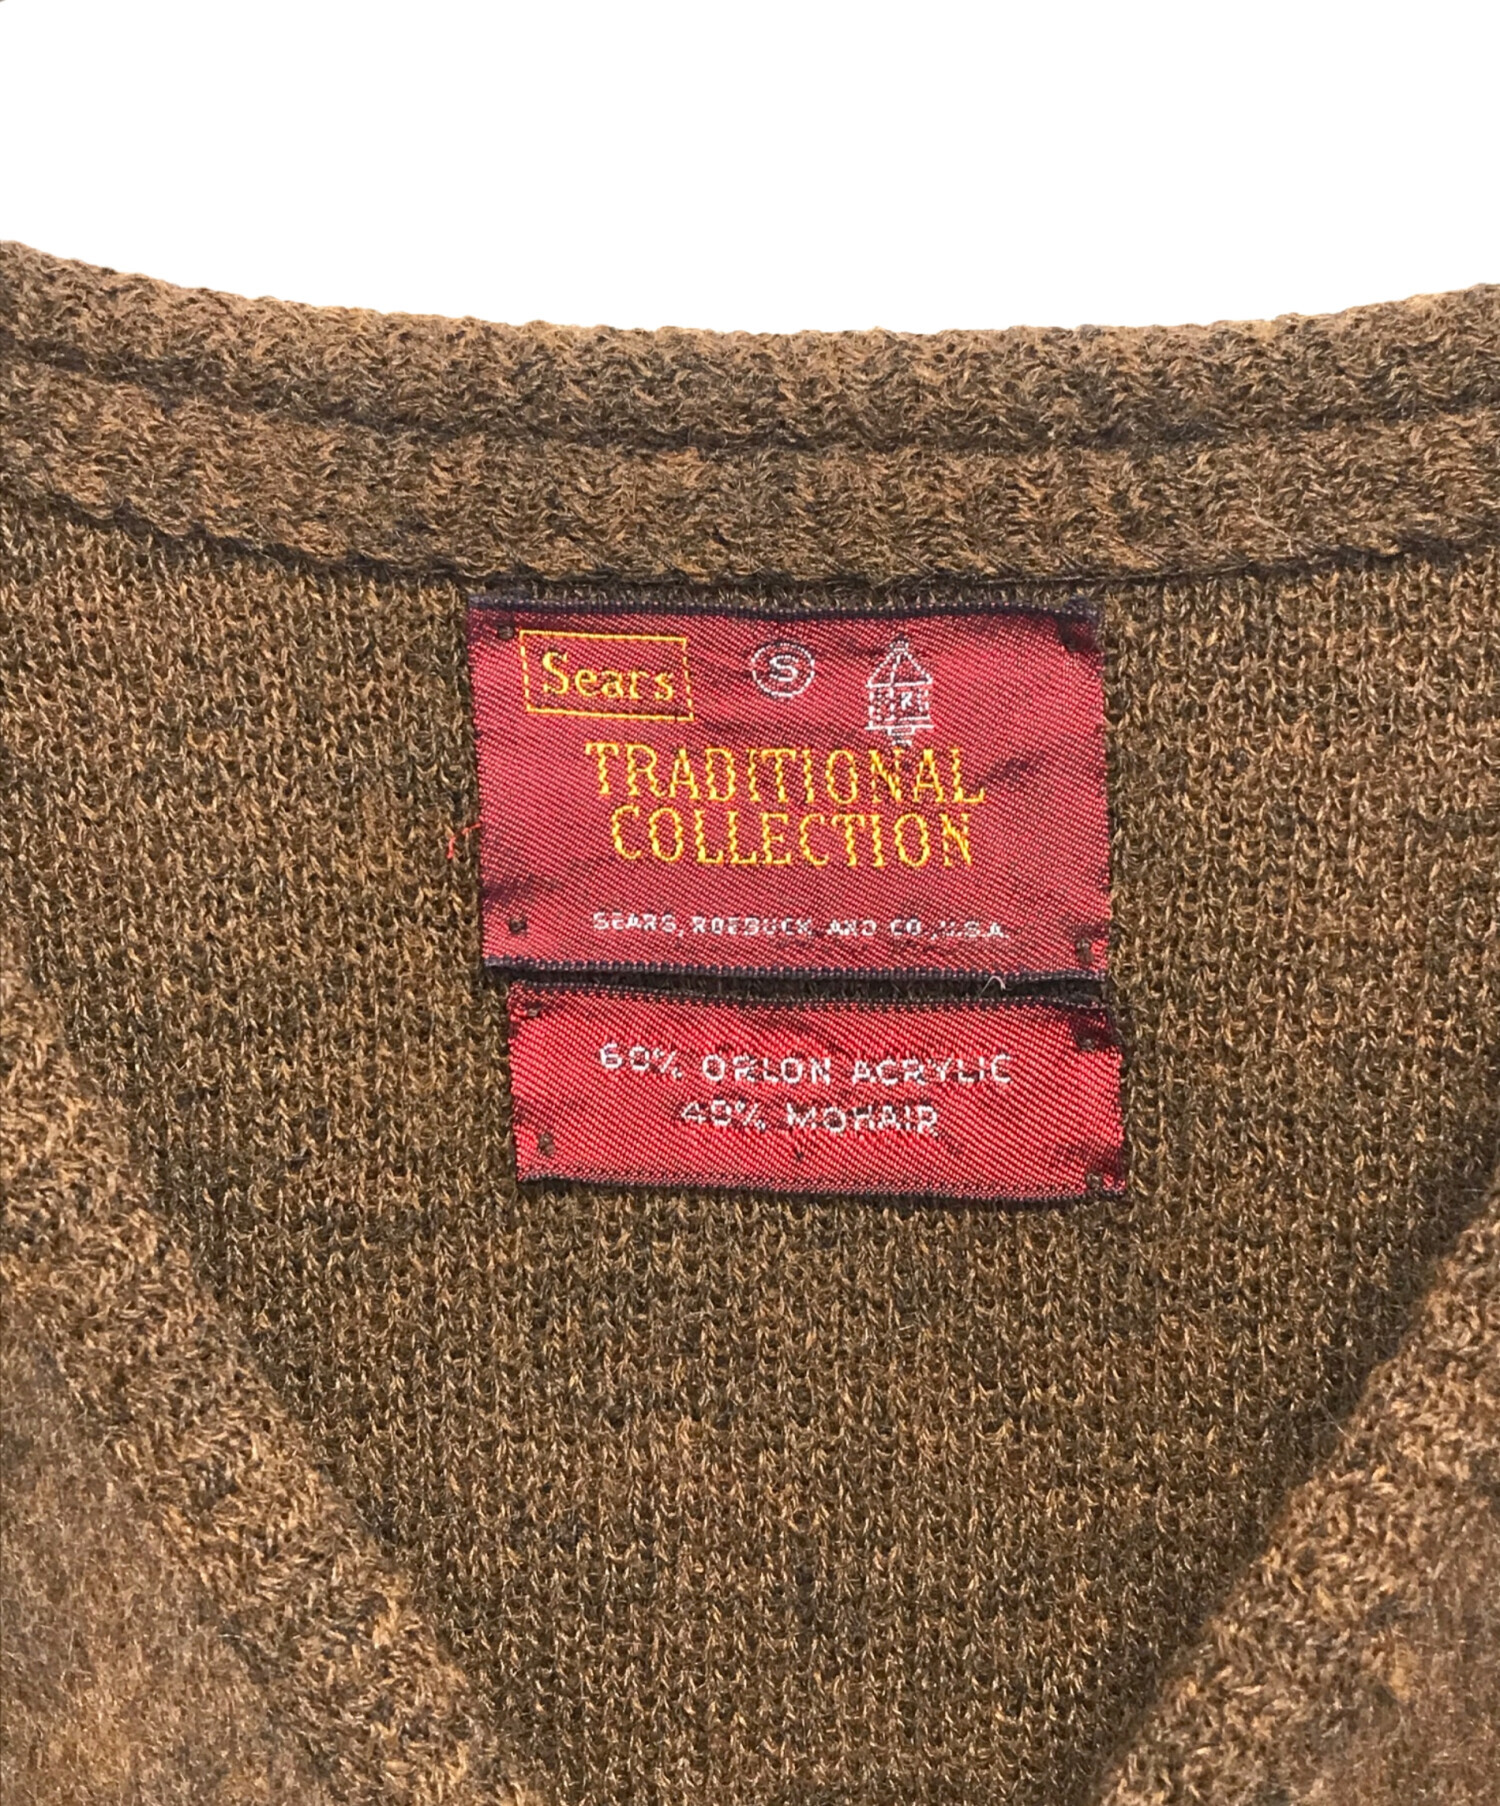 Sears S
TRADITIONAL
COLLECTION
SEARS, ROEBUCK AND CO., U.S.A.
60% ORLON ACRYLIC
40% MOHAIR